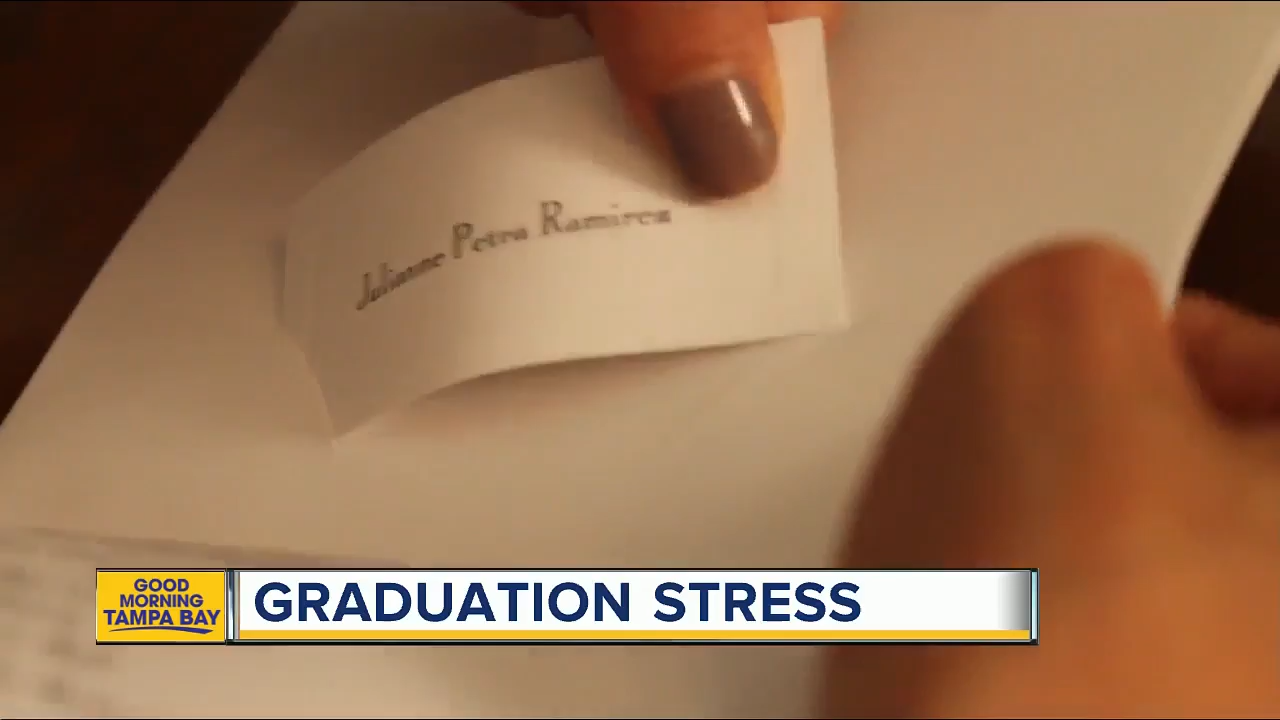 Julianne Petra Ramirez
GOOD
MORNING
TAMPA BAY
GRADUATION STRESS